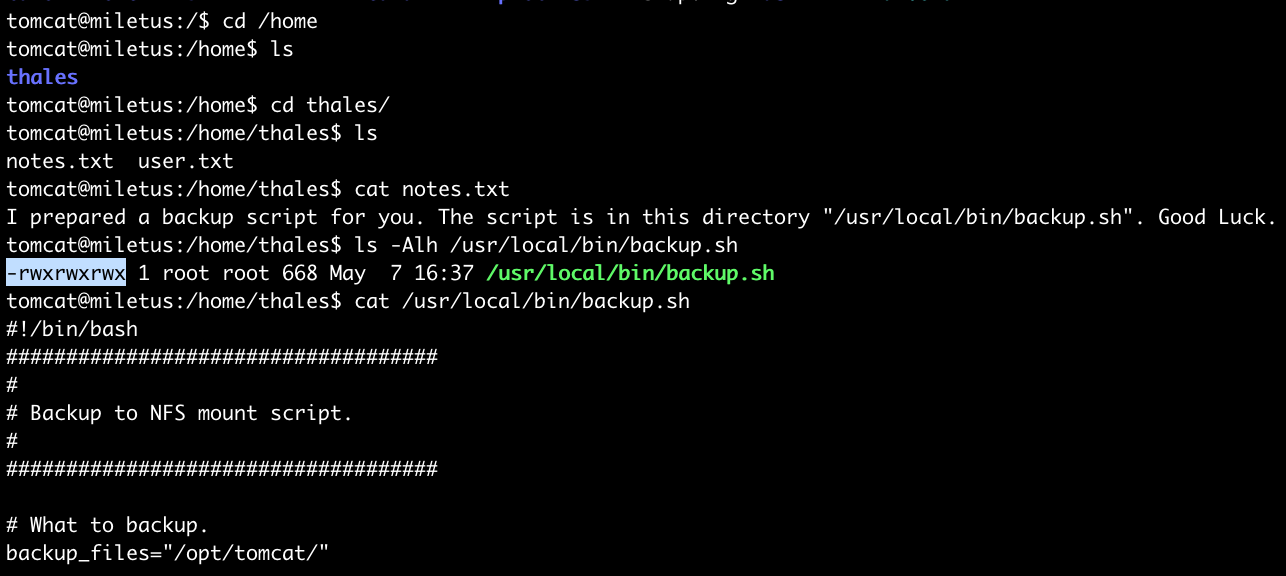 tomcat@miletus:/$ cd /home
tomcat@miletus:/home$ ls
thales
tomcat@miletus:/home$ cd thales/
tomcat@miletus:/home/thales$ ls
notes.txt  user.txt
tomcat@miletus:/home/thales$ cat notes.txt
I prepared a backup script for you. The script is in this directory "/usr/local/bin/backup.sh". Good Luck.
tomcat@miletus:/home/thales$ ls -Alh /usr/local/bin/backup.sh
-rwxrwxrwx 1 root root 668 May  7 16:37 /usr/local/bin/backup.sh
tomcat@miletus:/home/thales$ cat /usr/local/bin/backup.sh
#!/bin/bash
####################################
#
# Backup to NFS mount script.
#
####################################

# What to backup.
backup_files="/opt/tomcat/"